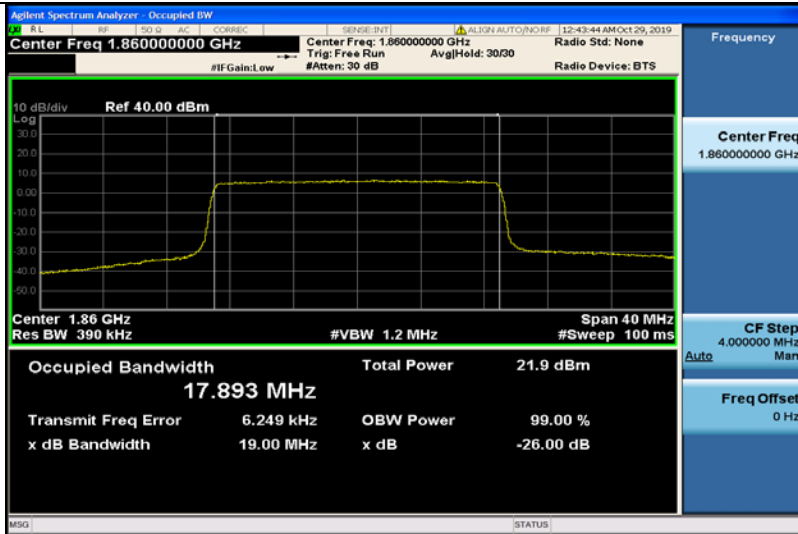 Agilent Spectrum Analyzer - Occupied BW
LXI RL RF 50 Ω AC CORREC SENSE:INT ALIGN AUTO/NO RF 12:43:44 AM Oct 29, 2019
Center Freq 1.860000000 GHz Center Freq: 1.860000000 GHz Radio Std: None
Trig: Free Run Avg|Hold: 30/30
#IFGain:Low #Atten: 30 dB Radio Device: BTS
10 dB/div Ref 40.00 dBm
Log
30.0
20.0
10.0
0.00
-10.0
-20.0
-30.0
-40.0
-50.0
Center 1.86 GHz Span 40 MHz
Res BW 390 kHz #VBW 1.2 MHz #Sweep 100 ms
Occupied Bandwidth Total Power 21.9 dBm
17.893 MHz
Transmit Freq Error 6.249 kHz OBW Power 99.00 %
x dB Bandwidth 19.00 MHz x dB -26.00 dB
MSG STATUS
Frequency
Center Freq
1.860000000 GHz
CF Step
4.000000 MHz
Auto Man
Freq Offset
0 Hz